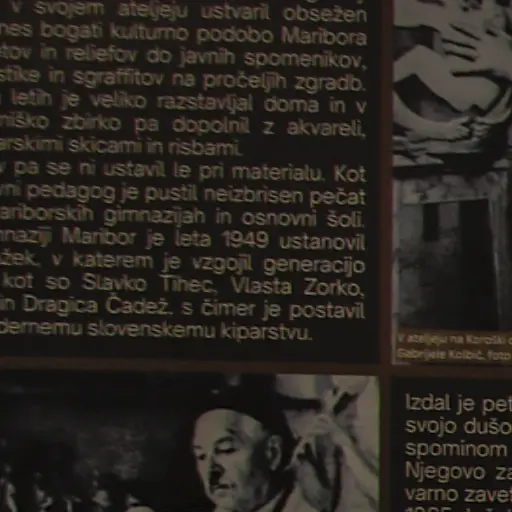 v svojem ateljeju ustvaril obsežen
nes bogati kulturno podobo Maribora
etov in reliefov do javnih spomenikov,
stike in sgraffitov na pročeljih zgradb.
letih je veliko razstavljal doma in v
niško zbirko pa dopolnil z akvareli,
arskimi skicami in risbami.
v pa se ni ustavil le pri materialu. Kot
vni pedagog je pustil neizbrisen pečat
ariborskih gimnazijah in osnovni šoli.
mnaziji Maribor je leta 1949 ustanovil
žek, v katerem je vzgojil generacijo
kot so Slavko Tihec, Vlasta Zorko,
in Dragica Čadež, s čimer je postavil
dernemu slovenskemu kiparstvu.
V ateljeju na Koroški c
Gabrijele Kolbič, foto
Izdal je pet
svojo dušo
spominom
Njegovo za
varno zavet